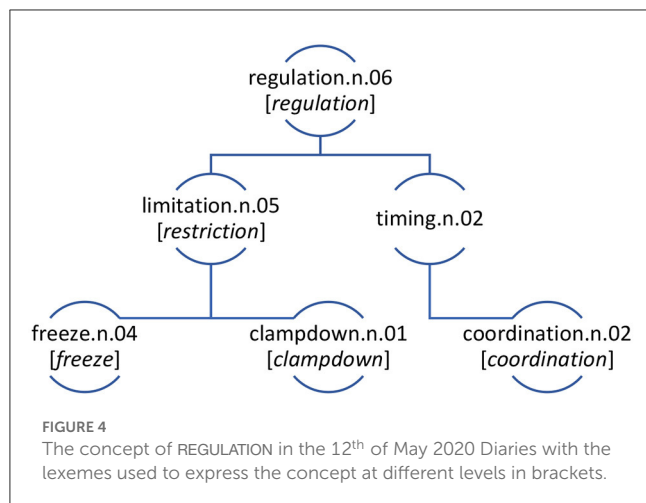 regulation.n.06
[regulation]
limitation.n.05
[restriction]
timing.n.02
freeze.n.04
[freeze]
clampdown.n.01
[clampdown]
coordination.n.02
[coordination]
FIGURE 4
The concept of REGULATION in the 12th of May 2020 Diaries with the
lexemes used to express the concept at different levels in brackets.